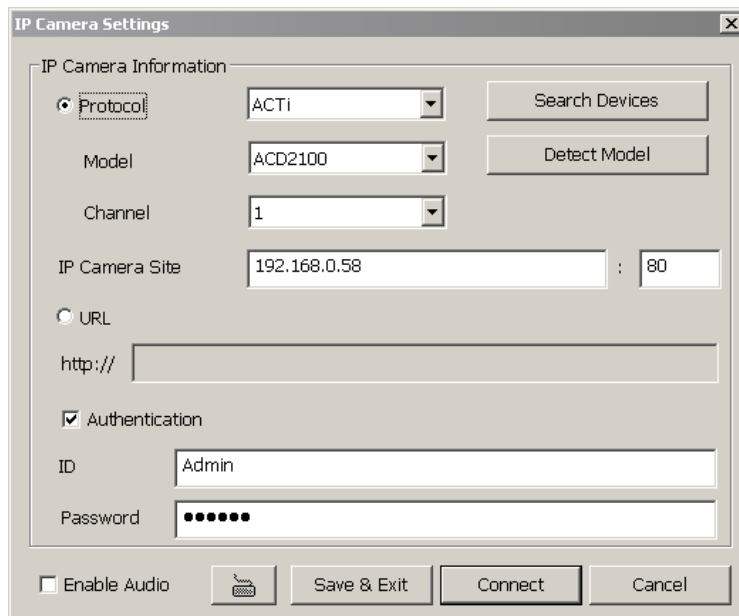 IP Camera Settings
IP Camera Information
Protocol ACTi Search Devices
Model ACD2100 Detect Model
Channel 1
IP Camera Site 192.168.0.58 : 80
URL
http://
Authentication
ID Admin
Password ●●●●●●
Enable Audio Save & Exit Connect Cancel